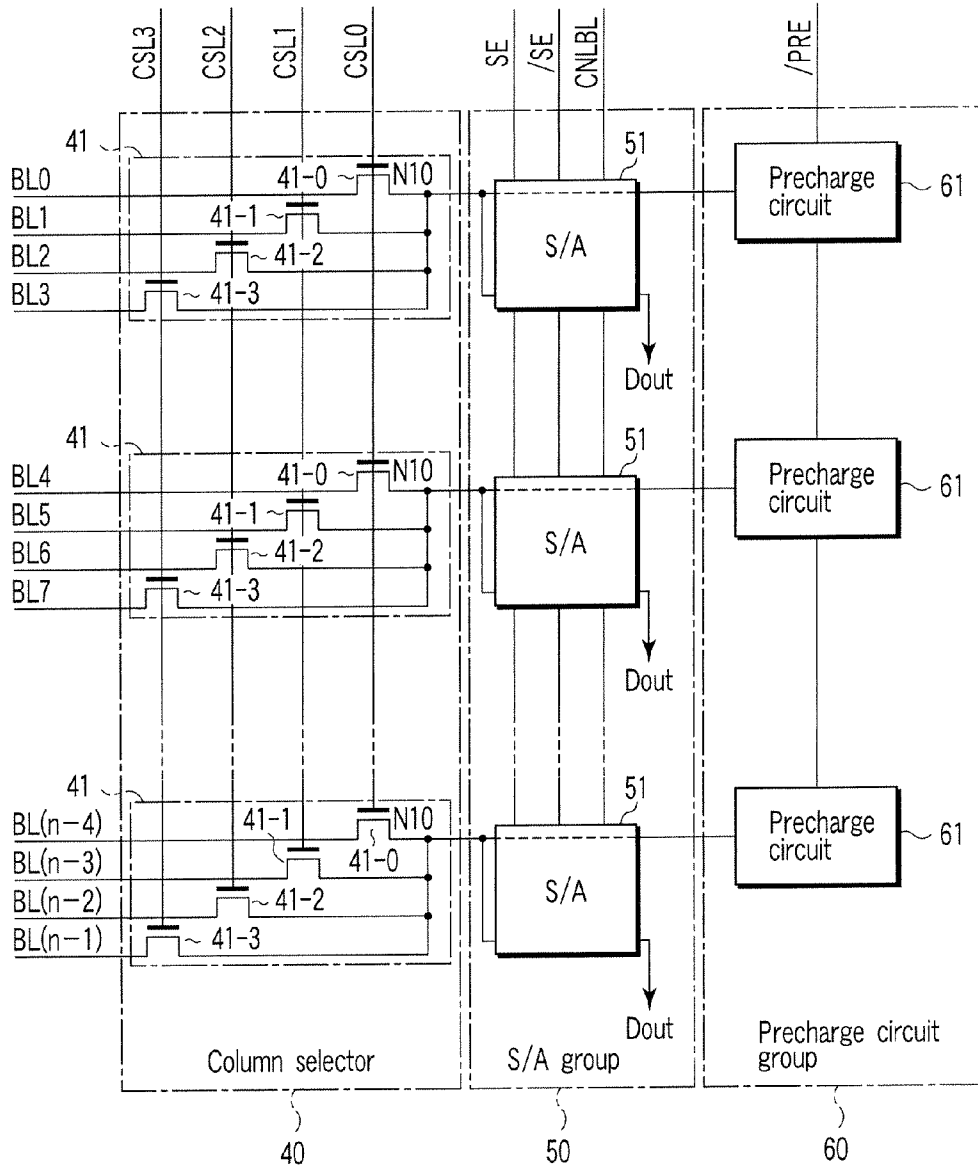 CSL3
CSL2
CSL1
CSL0
SE
/SE
CNLBL
/PRE
41
BL0
41-0
N10
BL1
41-1
BL2
41-2
BL3
41-3
51
S/A
Dout
Precharge
circuit
61
41
BL4
41-0
N10
BL5
41-1
BL6
41-2
BL7
41-3
51
S/A
Dout
Precharge
circuit
61
41
BL(n-4)
41-1
N10
BL(n-3)
41-0
BL(n-2)
41-2
BL(n-1)
41-3
51
S/A
Dout
Precharge
circuit
61
Column selector
S/A group
Precharge circuit
group
40
50
60